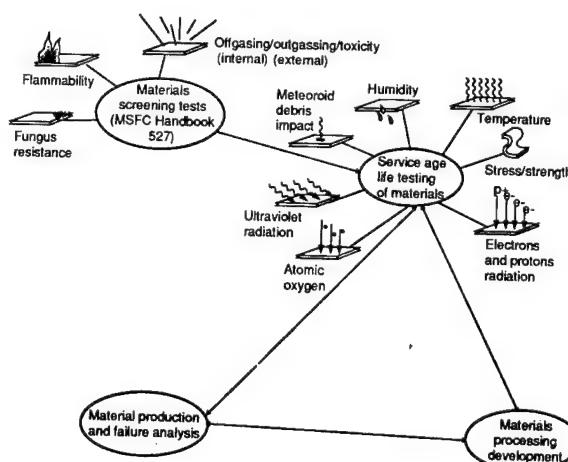 Offgasing/outgassing/toxicity
(internal) (external)
Flammability
Materials
screening tests
(MSFC Handbook
527)
Fungus
resistance
Meteoroid
debris
impact
Humidity
Temperature
Service age
life testing
of materials
Stress/strength
Ultraviolet
radiation
Atomic
oxygen
p+
e-
e-
e-
Electrons
and protons
radiation
Material production
and failure analysis
Materials
processing
development